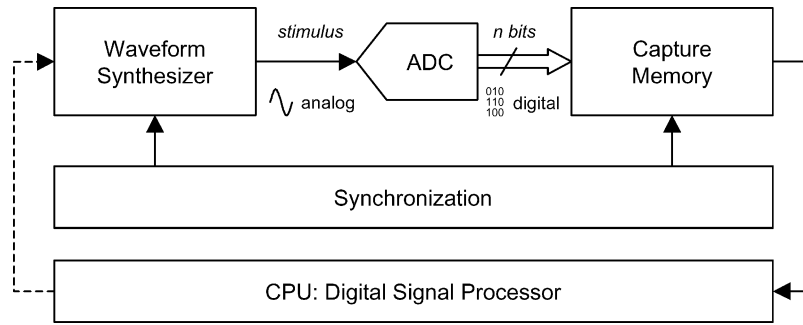 Waveform
Synthesizer
stimulus
analog
ADC
n bits
010
110
100
digital
Capture
Memory
Synchronization
CPU: Digital Signal Processor